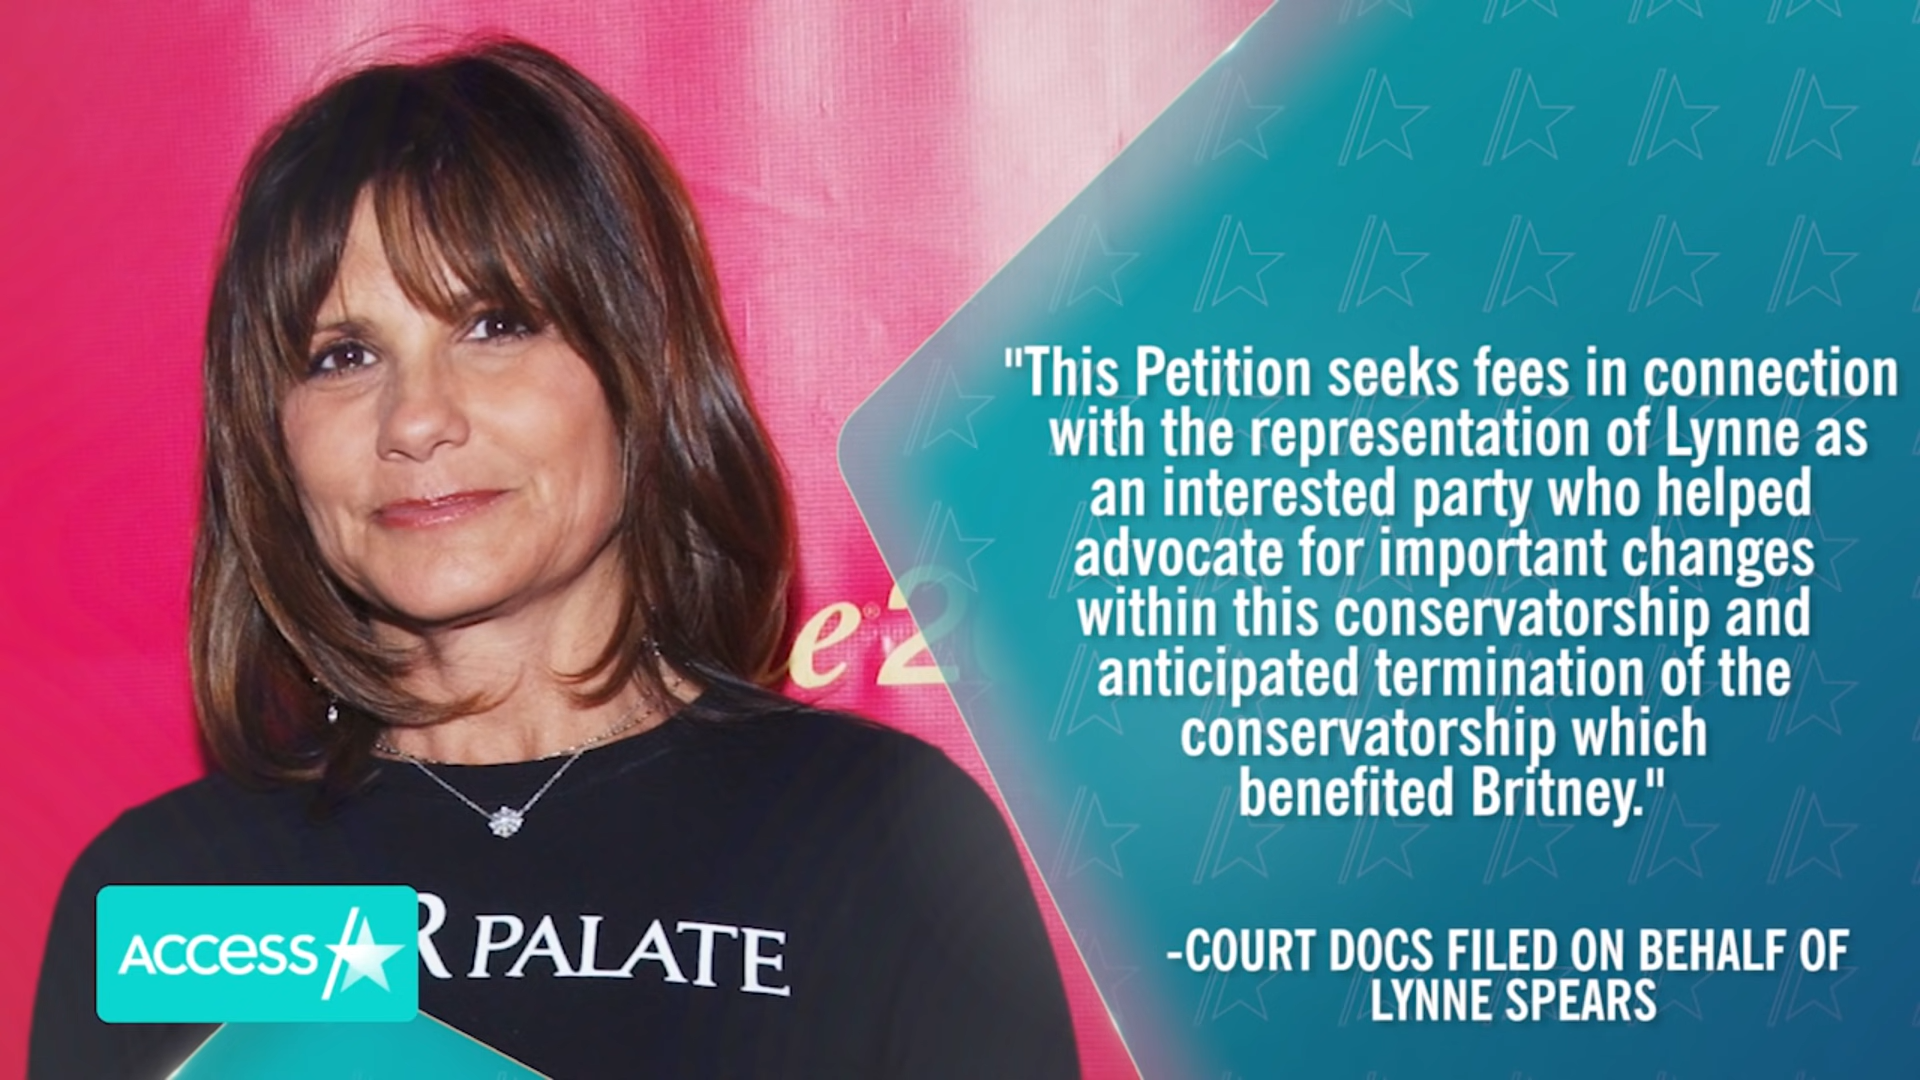 "This Petition seeks fees in connection
with the representation of Lynne as
an interested party who helped
advocate for important changes
within this conservatorship and
anticipated termination of the
conservatorship which
benefited Britney."
-COURT DOCS FILED ON BEHALF OF
LYNNE SPEARS
e® 2
R PALATE
ACCESS